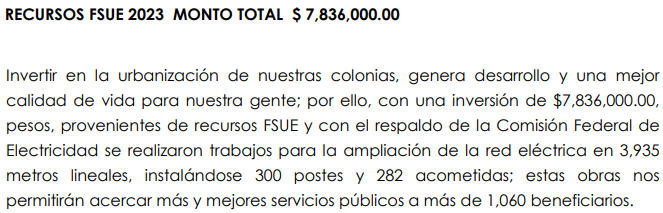 RECURSOS FSUE 2023  MONTO TOTAL  $ 7,836,000.00
Invertir en la urbanización de nuestras colonias, genera desarrollo y una mejor
calidad de vida para nuestra gente; por ello, con una inversión de $7,836,000.00,
pesos, provenientes de recursos FSUE y con el respaldo de la Comisión Federal de
Electricidad se realizaron trabajos para la ampliación de la red eléctrica en 3,935
metros lineales, instalándose 300 postes y 282 acometidas; estas obras nos
permitirán acercar más y mejores servicios públicos a más de 1,060 beneficiarios.